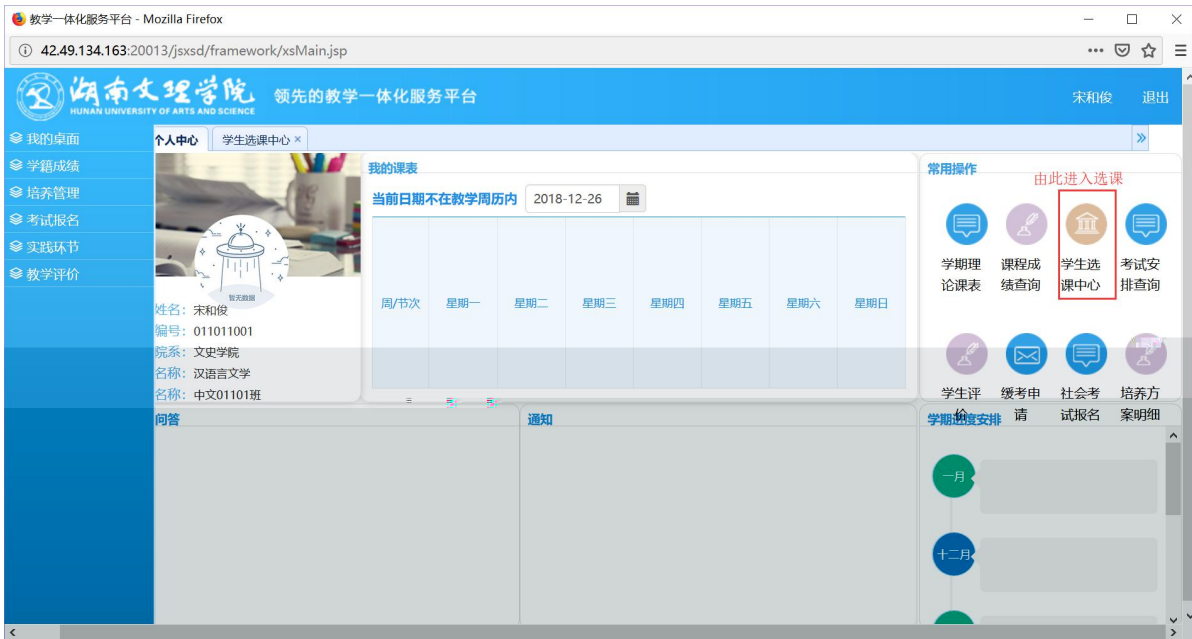 教学一体化服务平台 - Mozilla Firefox
42.49.134.163:20013/jsxsd/framework/xsMain.jsp
湖南文理学院
HUNAN UNIVERSITY OF ARTS AND SCIENCE
领先的教学一体化服务平台
宋和俊 退出
我的桌面
学籍成绩
培养管理
考试报名
实践环节
教学评价
个人中心 学生选课中心 ×
暂无数据
姓名：宋和俊
编号：011011001
院系：文史学院
名称：汉语言文学
名称：中文01101班
我的课表
当前日期不在教学周历内 2018-12-26
周/节次 星期一 星期二 星期三 星期四 星期五 星期六 星期日
常用操作
由此进入选课
学期理论课表
课程成绩查询
学生选课中心
考试安排查询
学生评价
缓考申请
社会考试报名
培养方案明细
问答
通知
学期进度安排
一月
十二月